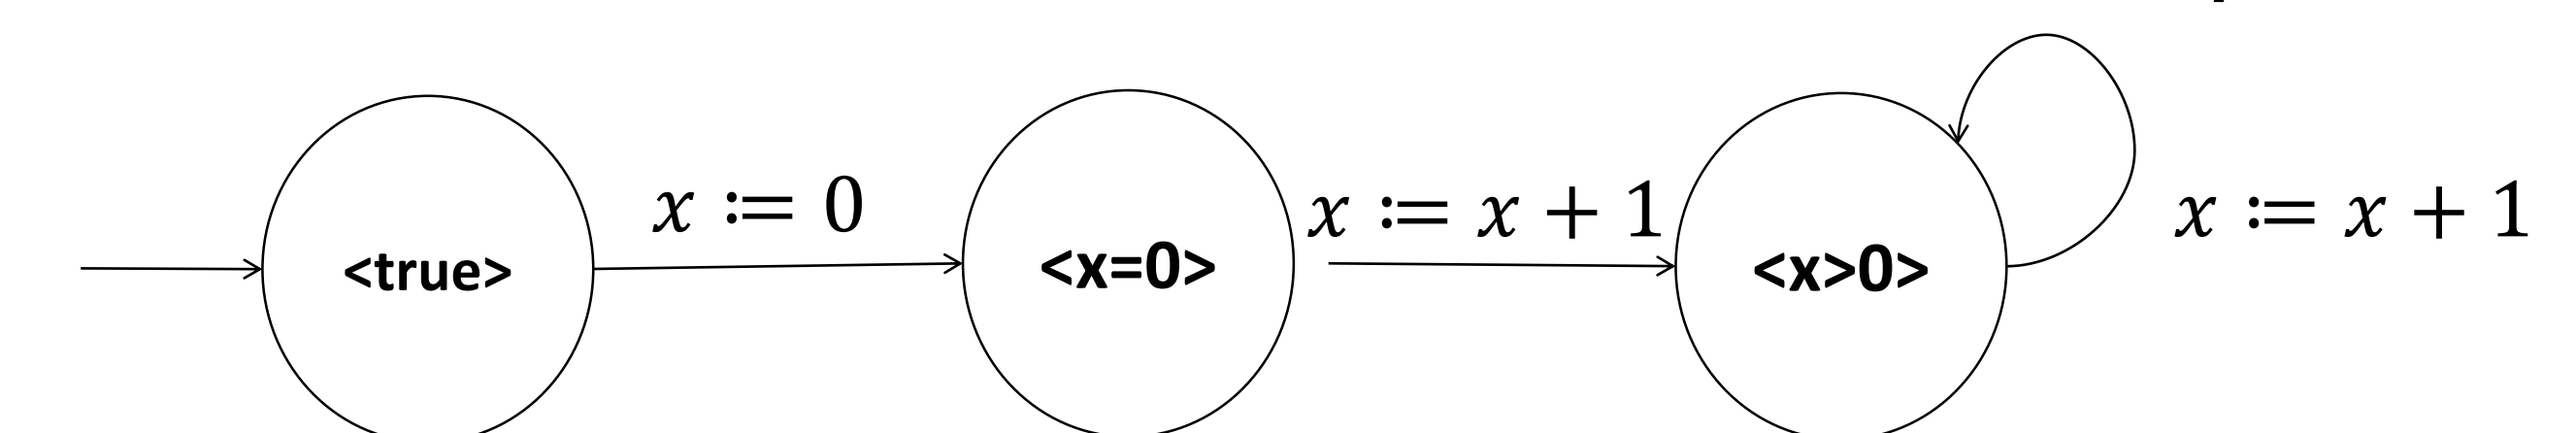 <true>
x := 0
<x=0>
x := x + 1
<x>0>
x := x + 1